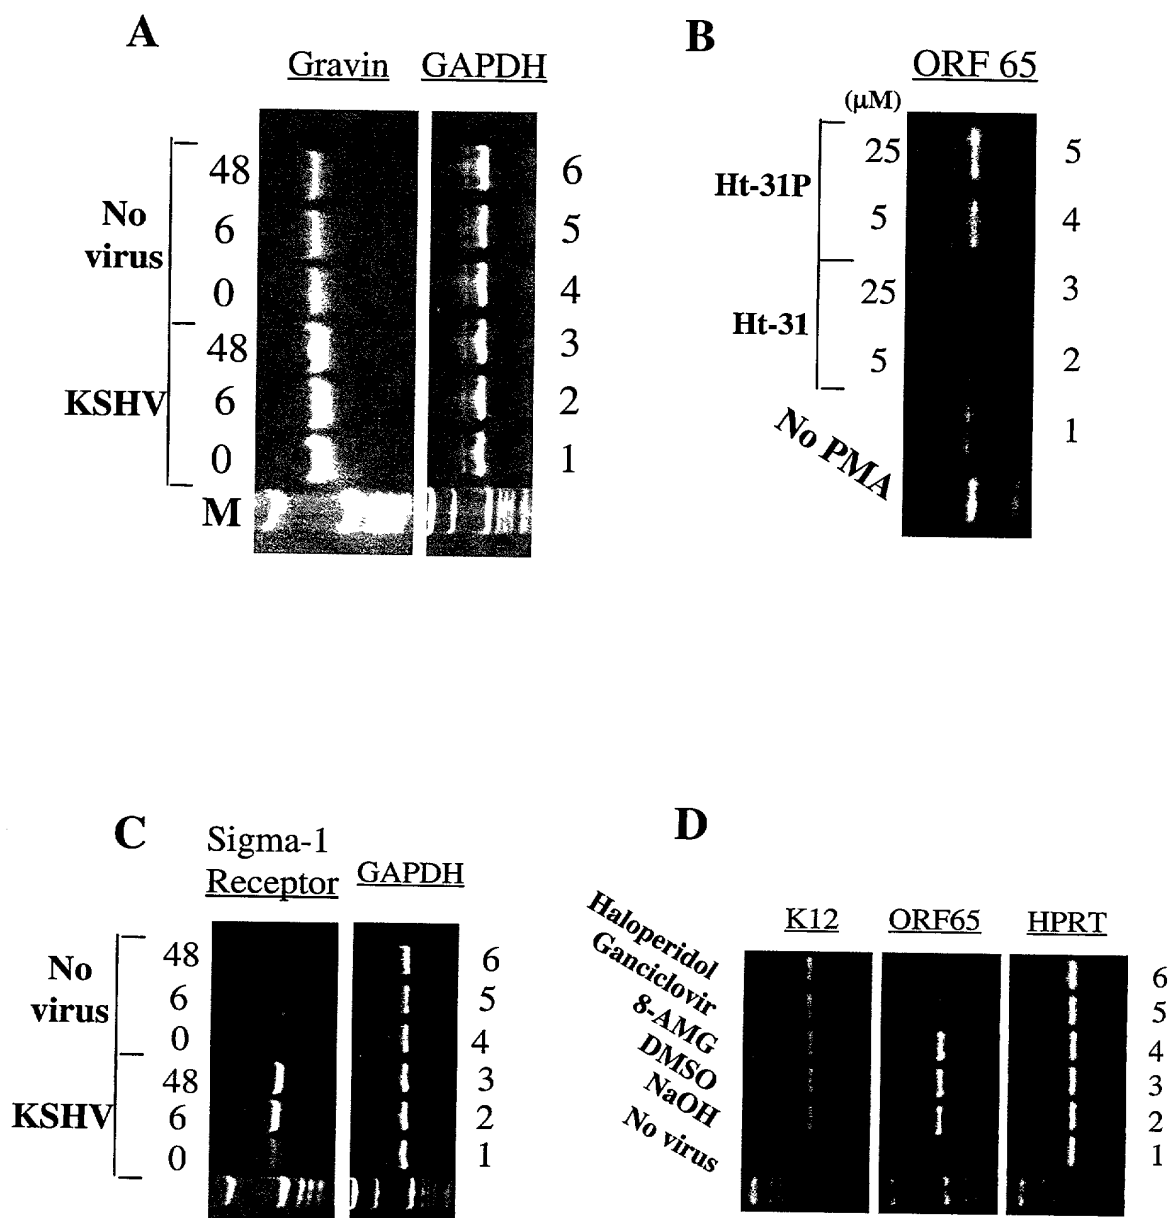 A
Gravin GAPDH
No virus
48 6
6 5
0 4
KSHV
48 3
6 2
0 1
M
B
ORF 65
(µM)
Ht-31P
25 5
5 4
Ht-31
25 3
5 2
No PMA 1
C
Sigma-1
Receptor GAPDH
No virus
48 6
6 5
0 4
KSHV
48 3
6 2
0 1
D
K12 ORF65 HPRT
Haloperidol 6
Ganciclovir 5
8-AMG 4
DMSO 3
NaOH 2
No virus 1